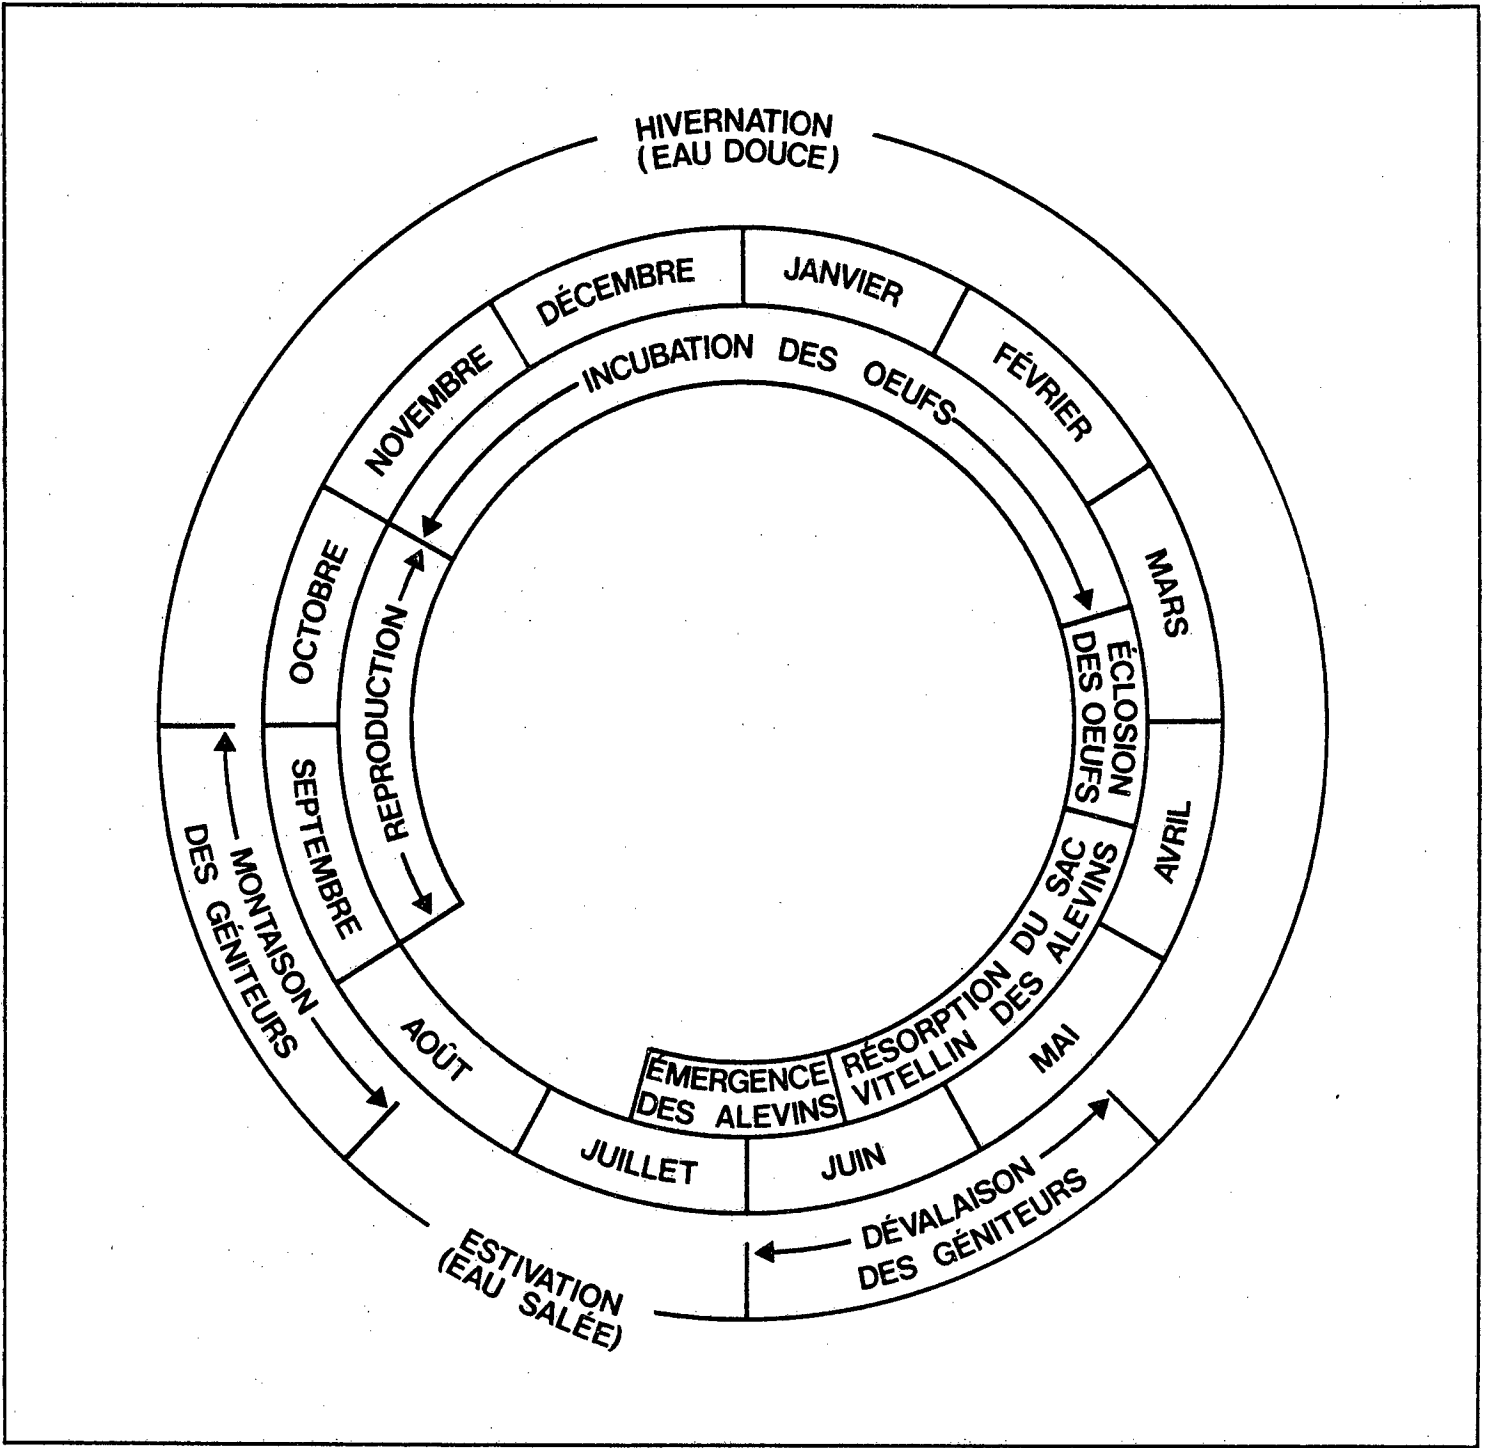 HIVERNATION
(EAU DOUCE)
JANVIER
FÉVRIER
MARS
AVRIL
MAI
JUIN
JUILLET
AOÛT
SEPTEMBRE
OCTOBRE
NOVEMBRE
DÉCEMBRE
INCUBATION DES OEUFS
ÉCLOSION
DES OEUFS
RÉSORPTION DU SAC
VITELLIN DES ALEVINS
ÉMERGENCE
DES ALEVINS
REPRODUCTION
DÉVALAISON
DES GÉNITEURS
ESTIVATION
(EAU SALÉE)
MONTAISON
DES GÉNITEURS